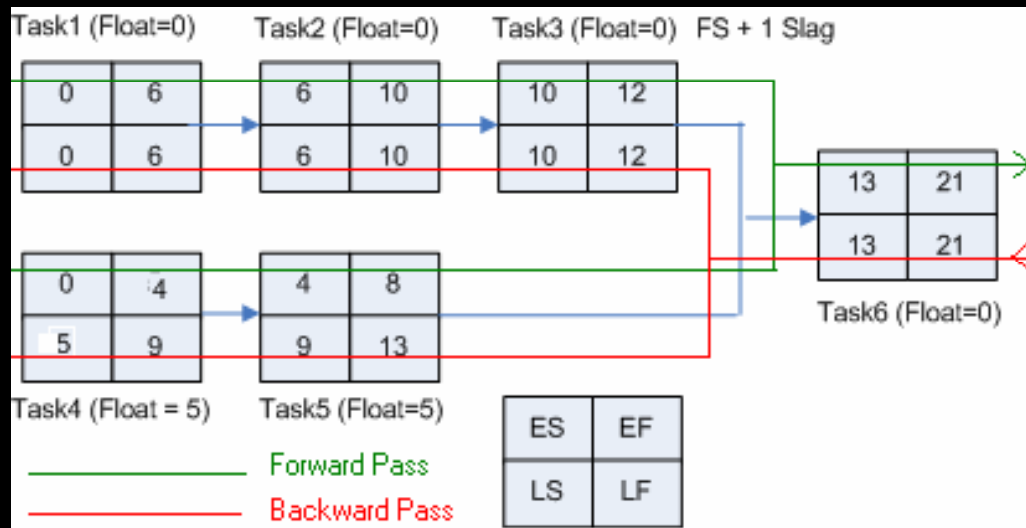 Task1 (Float=0) Task2 (Float=0) Task3 (Float=0) FS + 1 Slag
0 6 6 10 10 12
0 6 6 10 10 12
13 21
13 21
Task6 (Float=0)
0 4 4 8
5 9 9 13
Task4 (Float = 5) Task5 (Float=5)
ES EF
LS LF
Forward Pass
Backward Pass